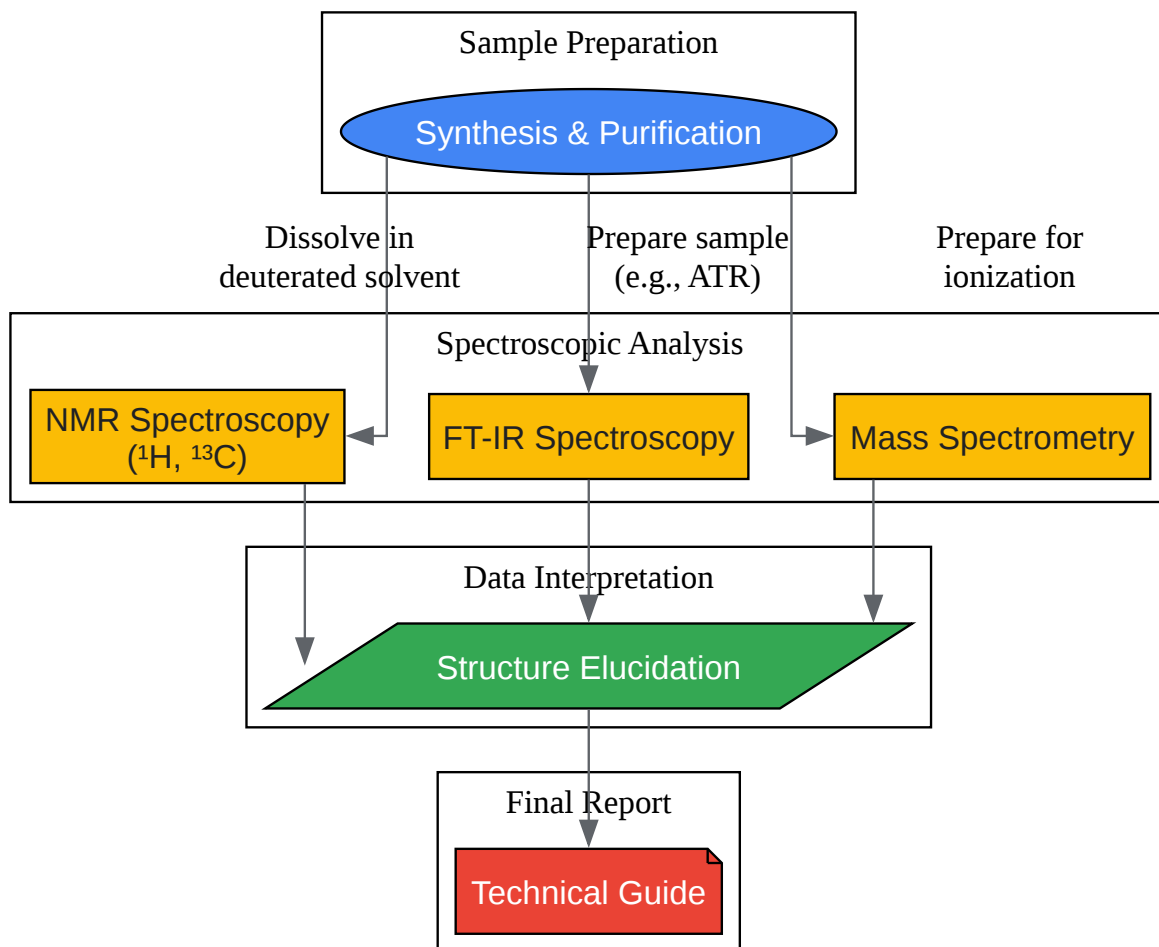 Sample Preparation
Synthesis & Purification
Dissolve in
deuterated solvent
Prepare sample
(e.g., ATR)
Prepare for
ionization
Spectroscopic Analysis
NMR Spectroscopy
(¹H, ¹³C)
FT-IR Spectroscopy
Mass Spectrometry
Data Interpretation
Structure Elucidation
Final Report
Technical Guide